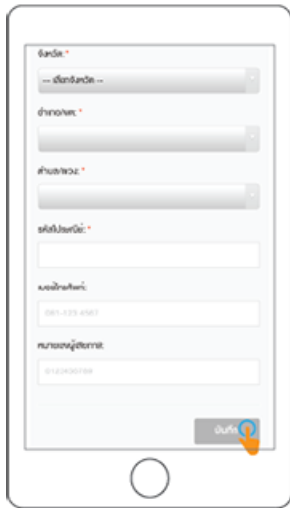 จังหวัด: *
--- เลือกจังหวัด ---
อำเภอ/เขต: *
ตำบล/แขวง: *
รหัสไปรษณีย์: *
เบอร์โทรศัพท์:
081-123-4567
หมายเลขผู้เสียภาษี:
บันทึก